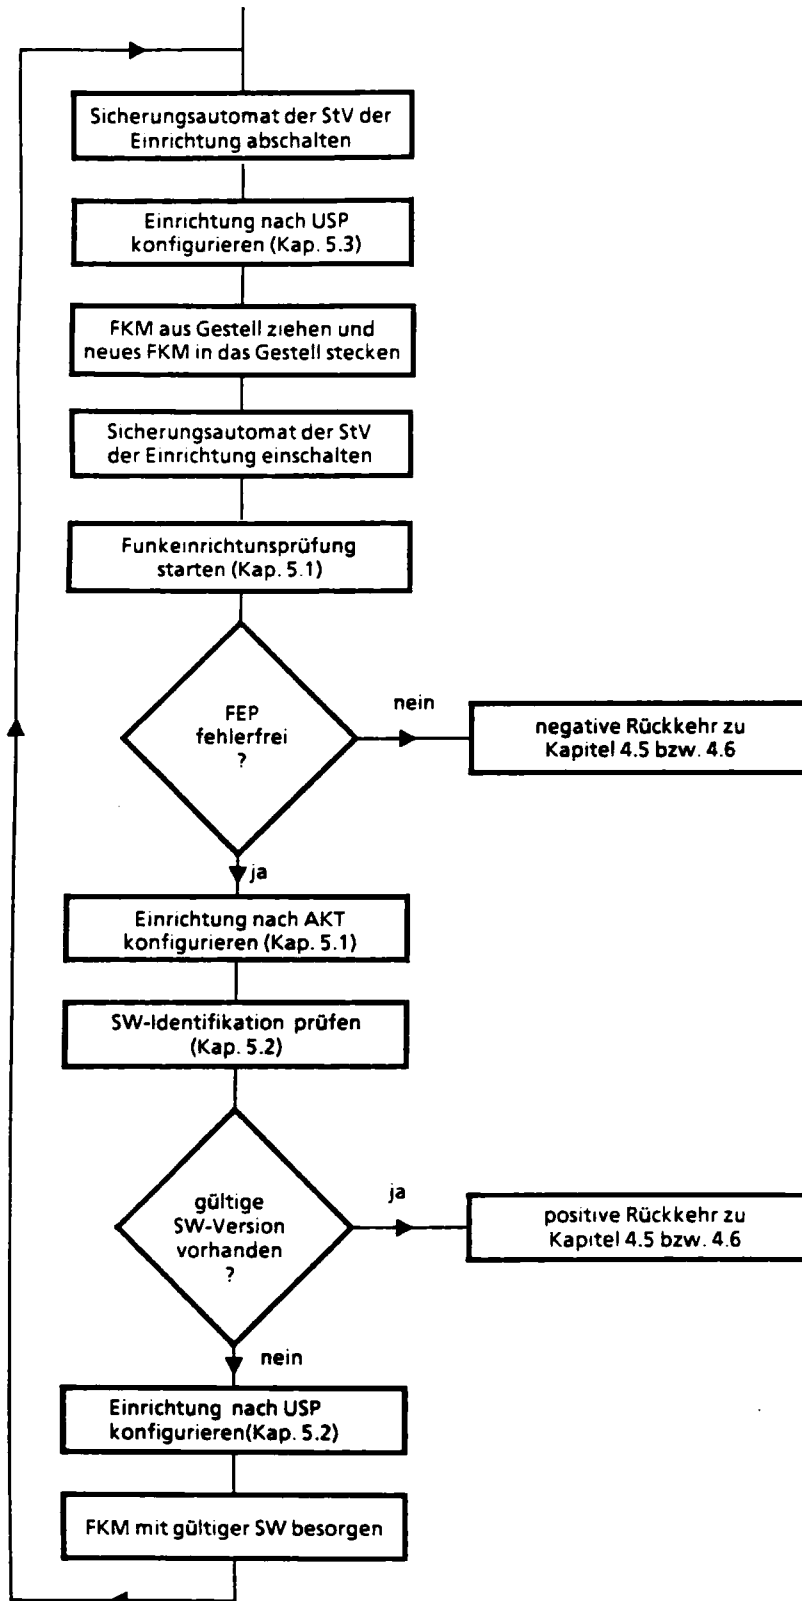 Sicherungsautomat der StV der
Einrichtung abschalten
Einrichtung nach USP
konfigurieren (Kap. 5.3)
FKM aus Gestell ziehen und
neues FKM in das Gestell stecken
Sicherungsautomat der StV
der Einrichtung einschalten
Funkeinrichtunsprüfung
starten (Kap. 5.1)
FEP
fehlerfrei
?
nein
negative Rückkehr zu
Kapitel 4.5 bzw. 4.6
ja
Einrichtung nach AKT
konfigurieren (Kap. 5.1)
SW-Identifikation prüfen
(Kap. 5.2)
gültige
SW-Version
vorhanden
?
ja
positive Rückkehr zu
Kapitel 4.5 bzw. 4.6
nein
Einrichtung nach USP
konfigurieren(Kap. 5.2)
FKM mit gültiger SW besorgen